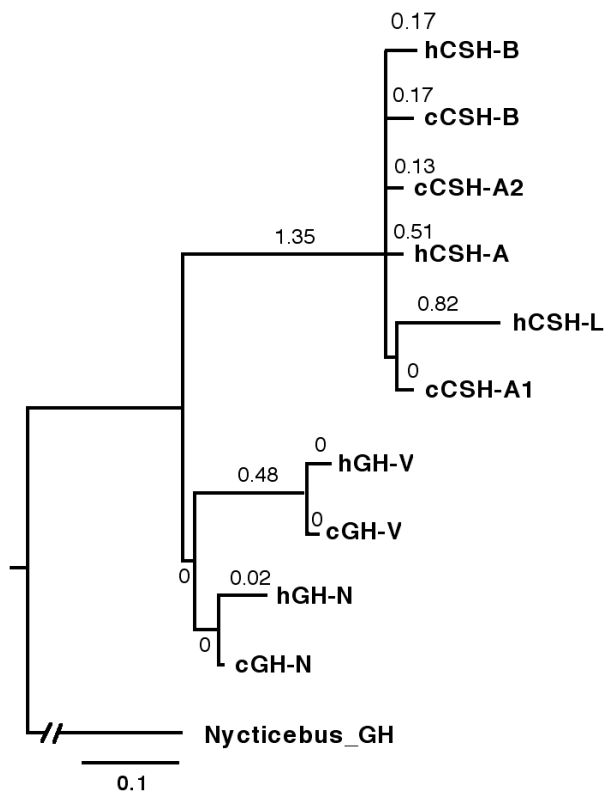 0.17
hCSH-B
0.17
cCSH-B
0.13
cCSH-A2
1.35
0.51
hCSH-A
0.82
hCSH-L
0
cCSH-A1
0
hGH-V
0.48
0
cGH-V
0
0.02
hGH-N
0
cGH-N
Nycticebus_GH
0.1